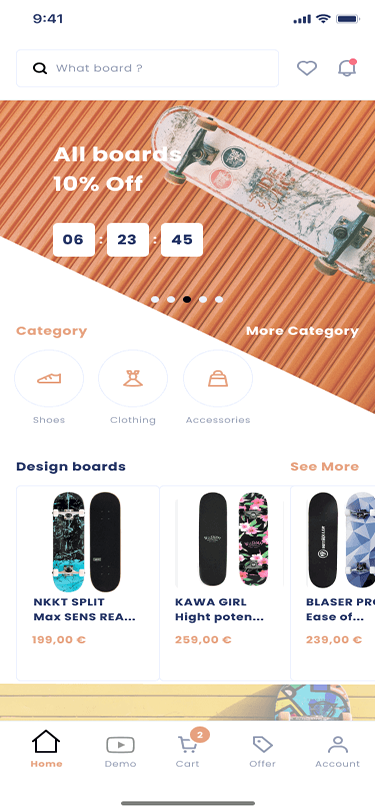 9:41
What board ?
All boards
10% Off
06 : 23 : 45
Category
More Category
Shoes
Clothing
Accessories
Design boards
See More
NKKT SPLIT
Max SENS REA...
199,00 €
KAWA GIRL
Hight poten...
259,00 €
BLASER PRO
Ease of...
239,00 €
2
Home
Demo
Cart
Offer
Account